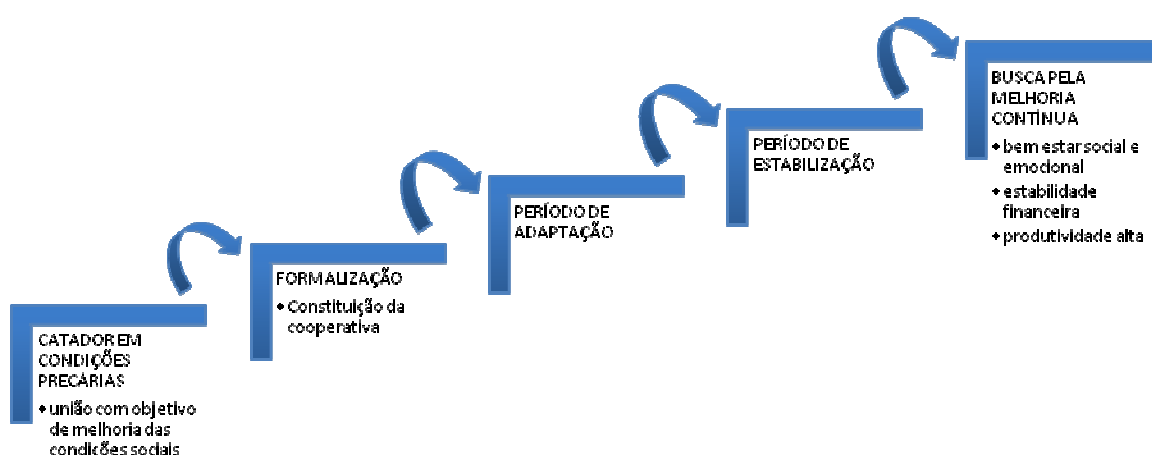 CATADOR EM
CONDIÇÕES
PRECÁRIAS
• união com objetivo
de melhoria das
condições sociais
FORMALIZAÇÃO
• Constituição da
cooperativa
PERÍODO DE
ADAPTAÇÃO
PERÍODO DE
ESTABILIZAÇÃO
BUSCA PELA
MELHORIA
CONTÍNUA
• bem estar social e
emocional
• estabilidade
financeira
• produtividade alta